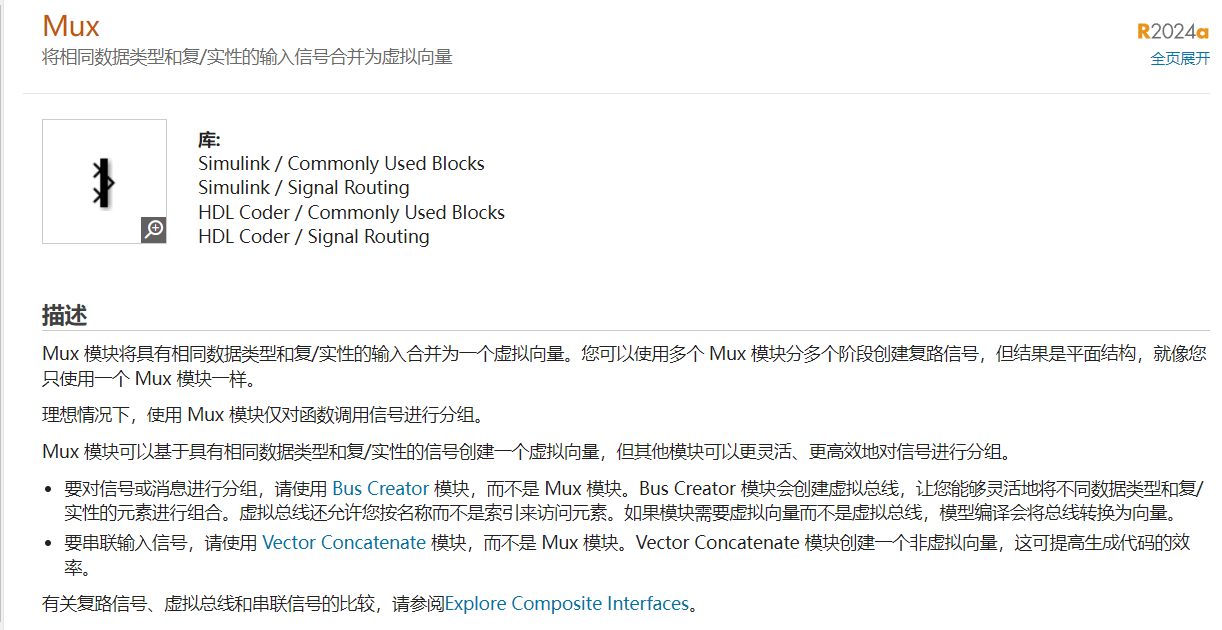 Mux
R2024a
将相同数据类型和复/实性的输入信号合并为虚拟向量
全页展开
库:
Simulink / Commonly Used Blocks
Simulink / Signal Routing
HDL Coder / Commonly Used Blocks
HDL Coder / Signal Routing
描述
Mux 模块将具有相同数据类型和复/实性的输入合并为一个虚拟向量。您可以使用多个 Mux 模块分多个阶段创建复路信号，但结果是平面结构，就像您
只使用一个 Mux 模块一样。
理想情况下，使用 Mux 模块仅对函数调用信号进行分组。
Mux 模块可以基于具有相同数据类型和复/实性的信号创建一个虚拟向量，但其他模块可以更灵活、更高效地对信号进行分组。
• 要对信号或消息进行分组，请使用 Bus Creator 模块，而不是 Mux 模块。Bus Creator 模块会创建虚拟总线，让您能够灵活地将不同数据类型和复/
实性的元素进行组合。虚拟总线还允许您按名称而不是索引来访问元素。如果模块需要虚拟向量而不是虚拟总线，模型编译会将总线转换为向量。
• 要串联输入信号，请使用 Vector Concatenate 模块，而不是 Mux 模块。Vector Concatenate 模块创建一个非虚拟向量，这可提高生成代码的效
率。
有关复路信号、虚拟总线和串联信号的比较，请参阅Explore Composite Interfaces。